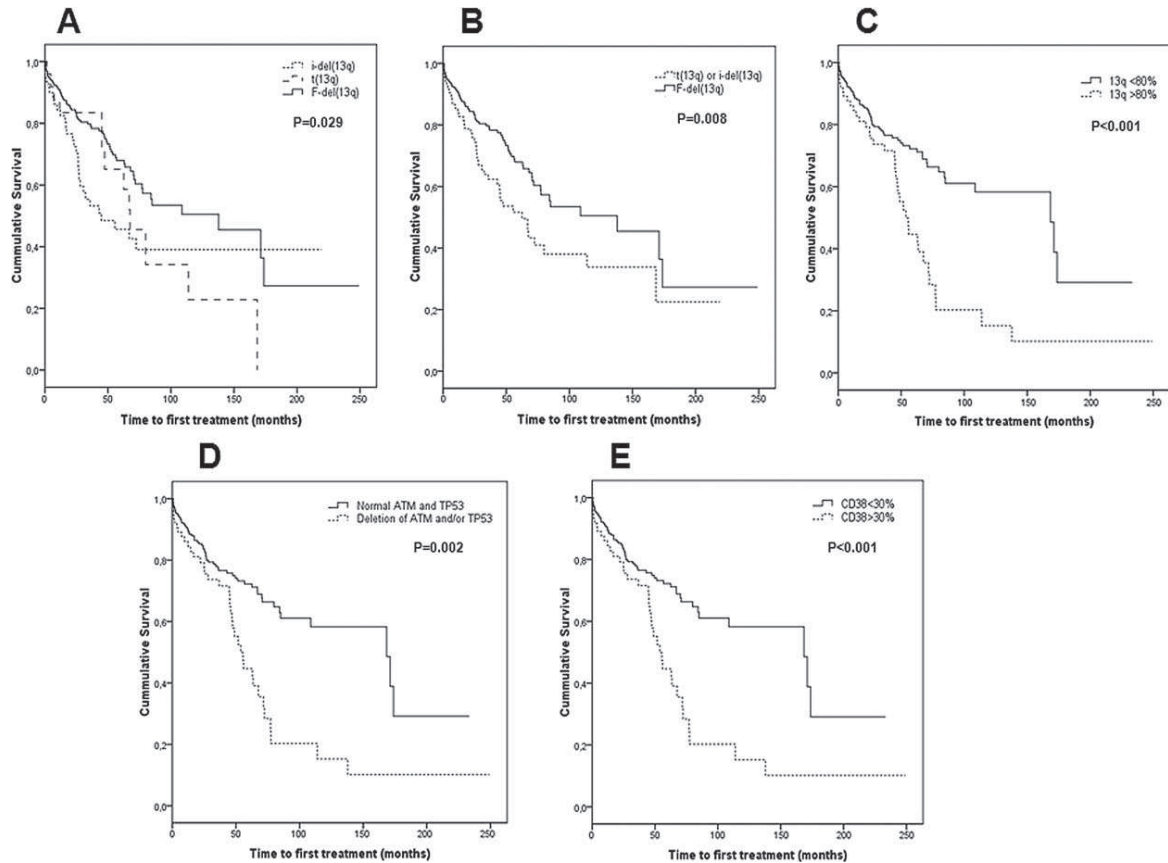 A
i-del(13q)
t(13q)
F-del(13q)
P=0.029
Cummulative Survival
1,0
0,8
0,6
0,4
0,2
0,0
0 50 100 150 200 250
Time to first treatment (months)
B
t(13q) or i-del(13q)
F-del(13q)
P=0.008
Cummulative Survival
1,0
0,8
0,6
0,4
0,2
0,0
0 50 100 150 200 250
Time to first treatment (months)
C
13q <80%
13q >80%
P<0.001
Cummulative Survival
1,0
0,8
0,6
0,4
0,2
0,0
0 50 100 150 200 250
Time to first treatment (months)
D
Normal ATM and TP53
Deletion of ATM and/or TP53
P=0.002
Cummulative Survival
1,0
0,8
0,6
0,4
0,2
0,0
0 50 100 150 200 250
Time to first treatment (months)
E
CD38<30%
CD38>30%
P<0.001
Cummulative Survival
1,0
0,8
0,6
0,4
0,2
0,0
0 50 100 150 200 250
Time to first treatment (months)